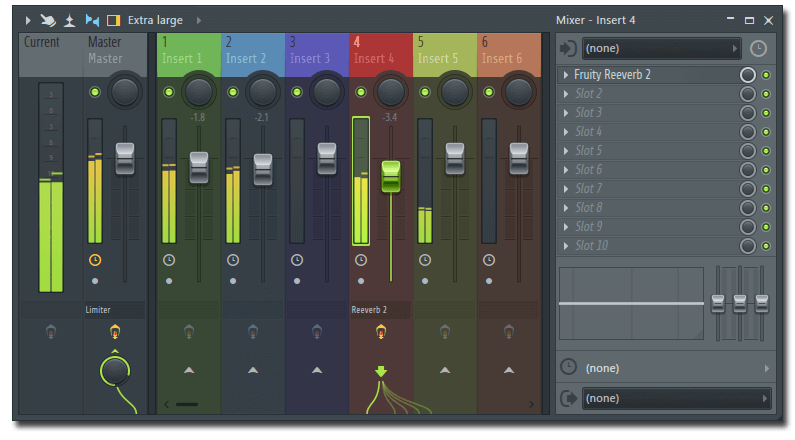 Extra large
Mixer - Insert 4
Current
Master
Master
1
Insert 1
2
Insert 2
3
Insert 3
4
Insert 4
5
Insert 5
6
Insert 6
-1.8
-2.1
-3.4
Limiter
Reeverb 2
(none)
Fruity Reeverb 2
Slot 2
Slot 3
Slot 4
Slot 5
Slot 6
Slot 7
Slot 8
Slot 9
Slot 10
(none)
(none)